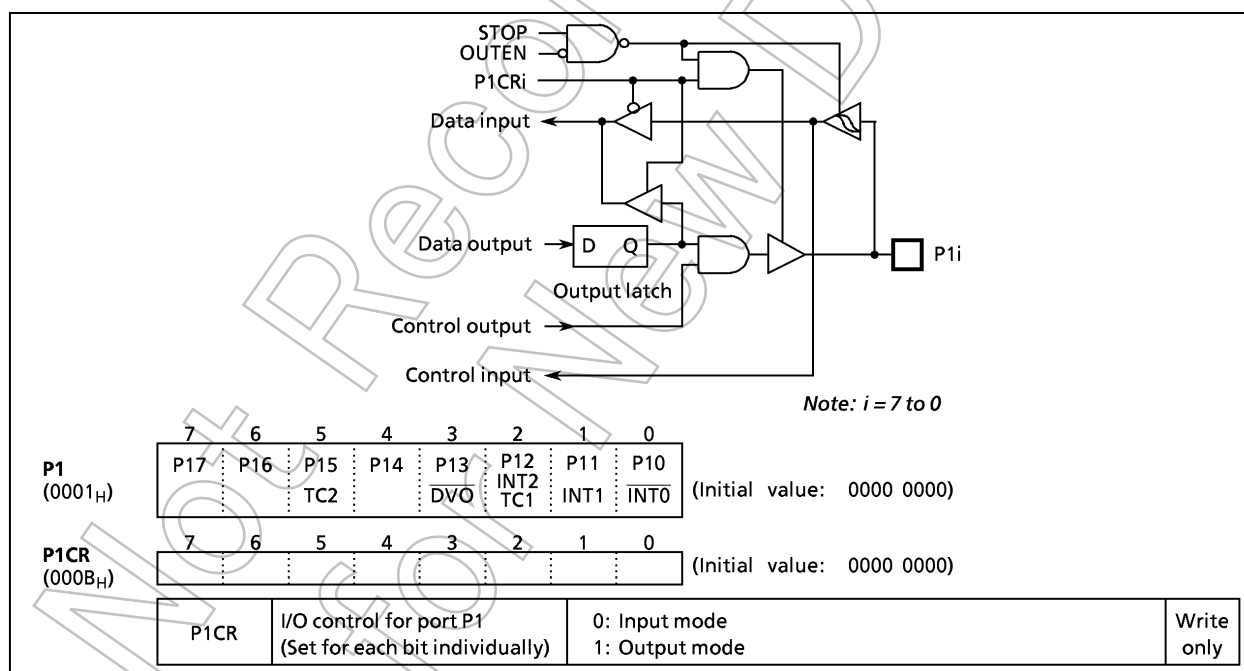 STOP
OUTEN
P1CRi
Data input
Data output
D Q
P1i
Output latch
Control output
Control input
Note: i = 7 to 0
7 6 5 4 3 2 1 0
P1
(0001H)
P17 P16 P15 P14 P13 P12 P11 P10
TC2 DVO INT2 TC1 INT1 INT0
(Initial value: 0000 0000)
P1CR
(000BH)
7 6 5 4 3 2 1 0
(Initial value: 0000 0000)
P1CR
I/O control for port P1
(Set for each bit individually)
0: Input mode
1: Output mode
Write
only
Not Reco
for New D